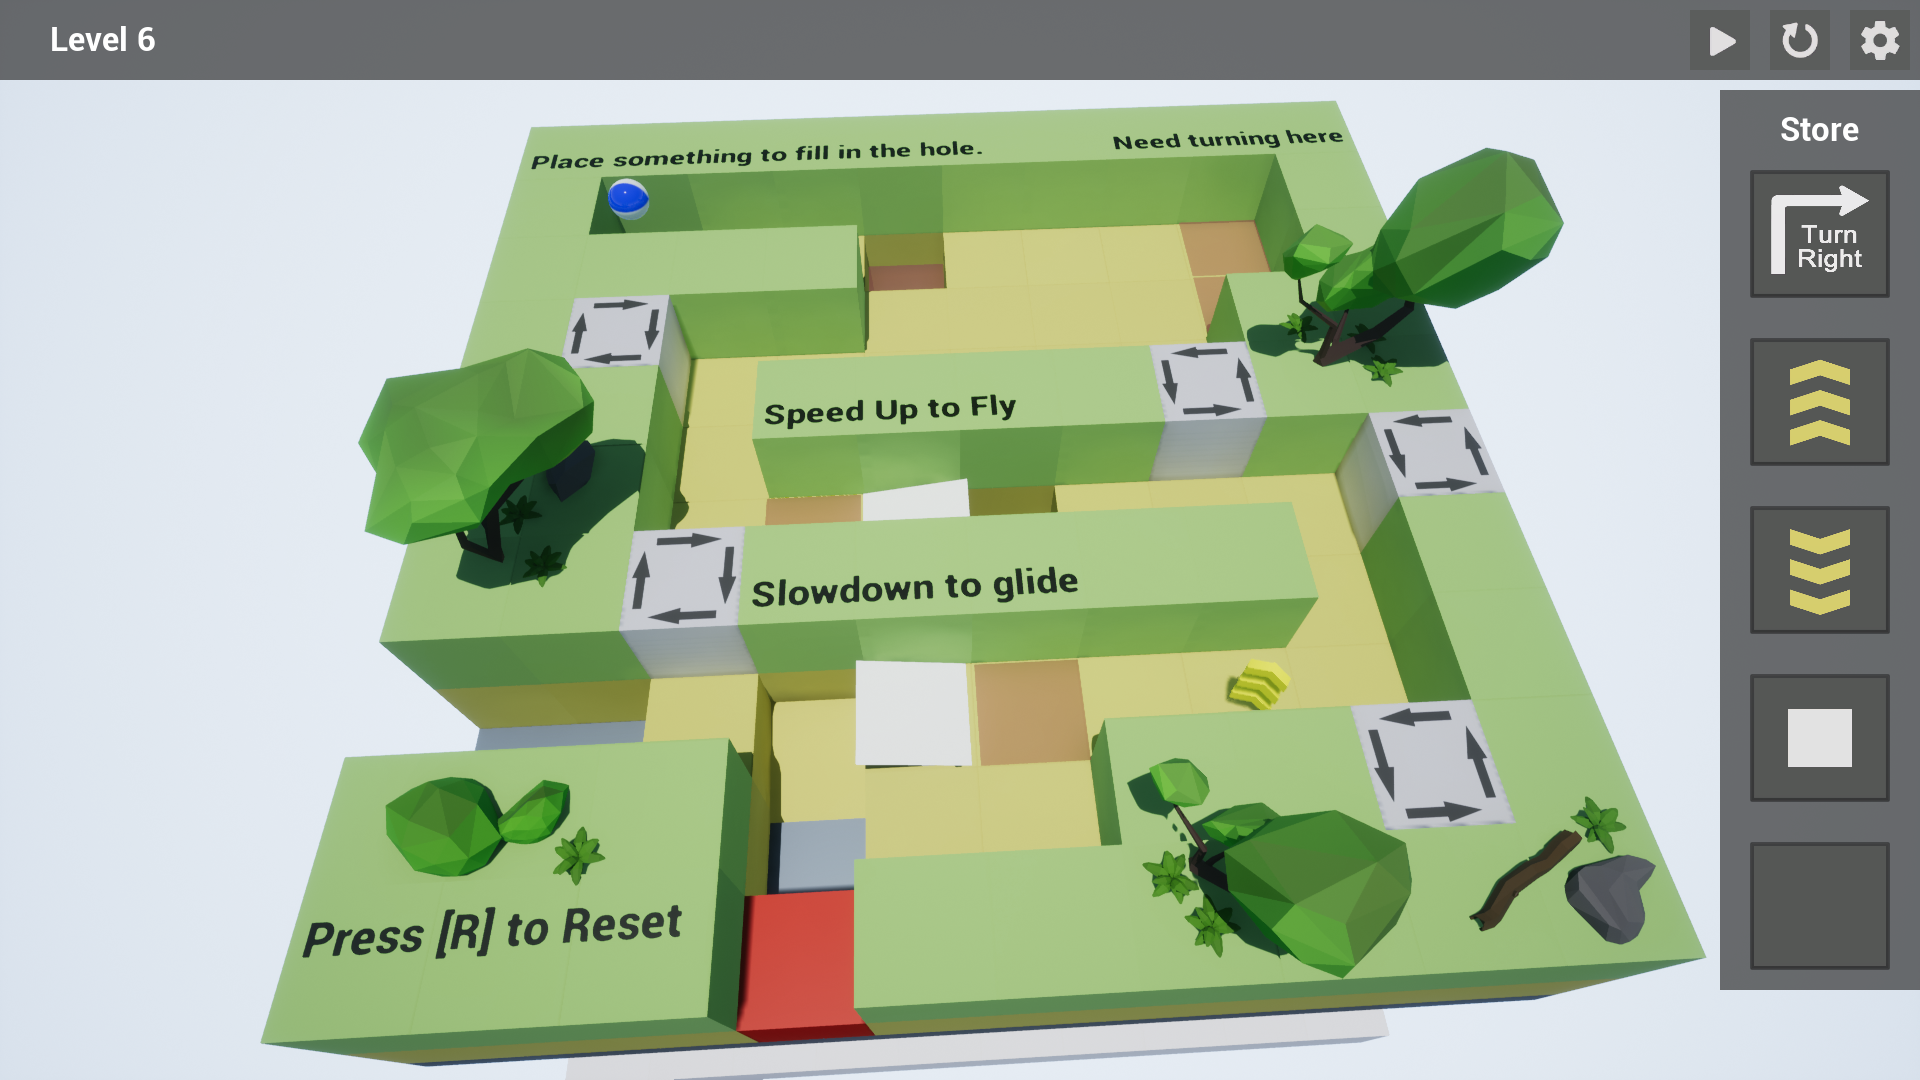 Level 6
Place something to fill in the hole.
Need turning here
Store
Turn
Right
Speed Up to Fly
Slowdown to glide
Press [R] to Reset